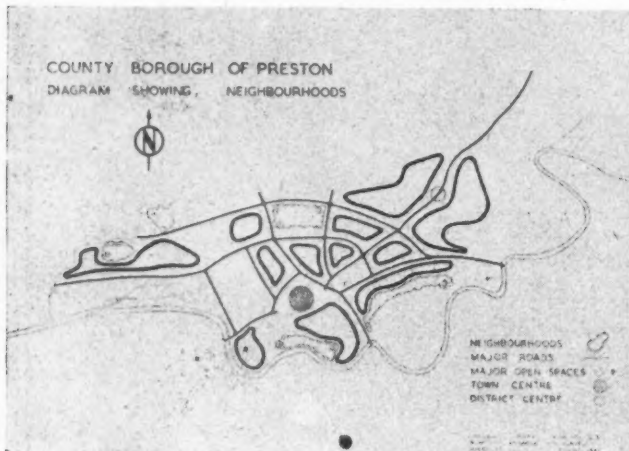 COUNTY BOROUGH OF PRESTON
DIAGRAM SHOWING, NEIGHBOURHOODS
N
NEIGHBOURHOODS
MAJOR ROADS
MAJOR OPEN SPACES
TOWN CENTRE
DISTRICT CENTRE